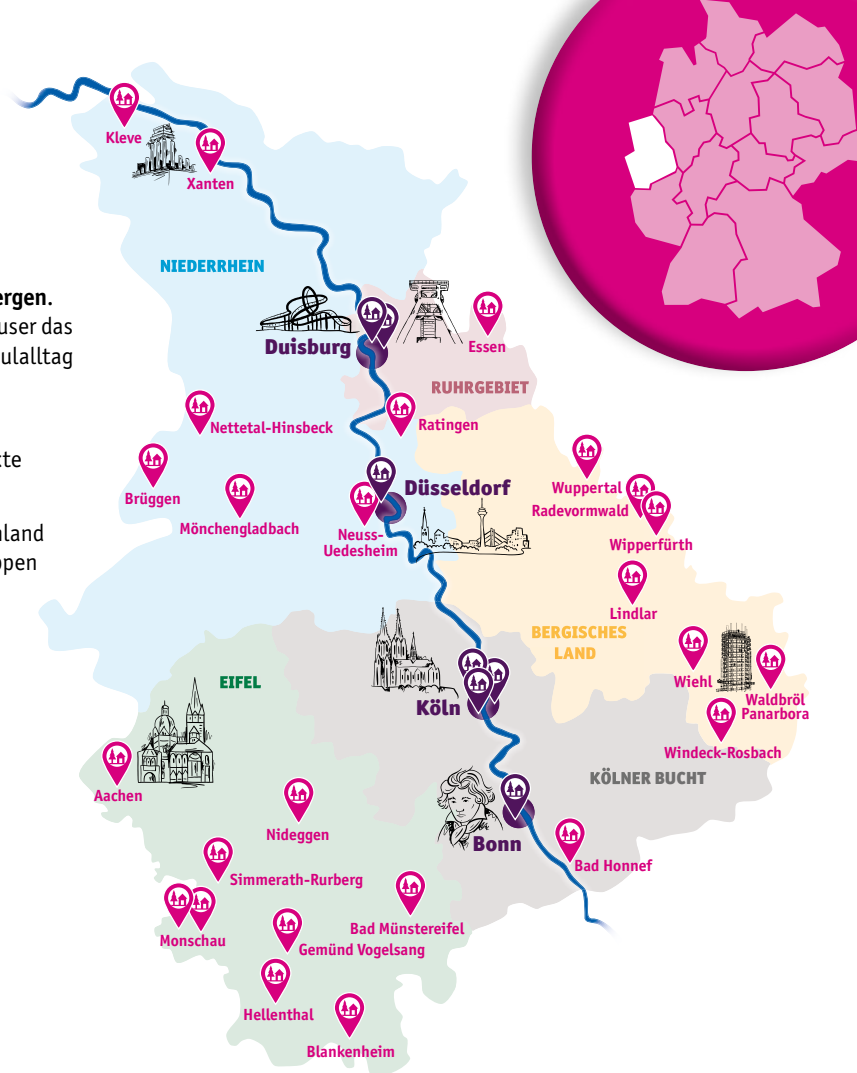 Kleve
Xanten
NIEDERRHEIN
ergen.
user das
ulalltag
Duisburg
Essen
RUHRGEBIET
Nettetal-Hinsbeck
Ratingen
kte
Brüggen
Düsseldorf
Wuppertal
Radevormwald
Mönchengladbach
Neuss-
Uedesheim
Wipperfürth
nland
ppen
Lindlar
BERGISCHES
LAND
EIFEL
Wiehl
Köln
Waldbröl
Panarbora
Windeck-Rosbach
KÖLNER BUCHT
Aachen
Nideggen
Bonn
Bad Honnef
Simmerath-Rurberg
Bad Münstereifel
Monschau
Gemünd Vogelsang
Hellenthal
Blankenheim